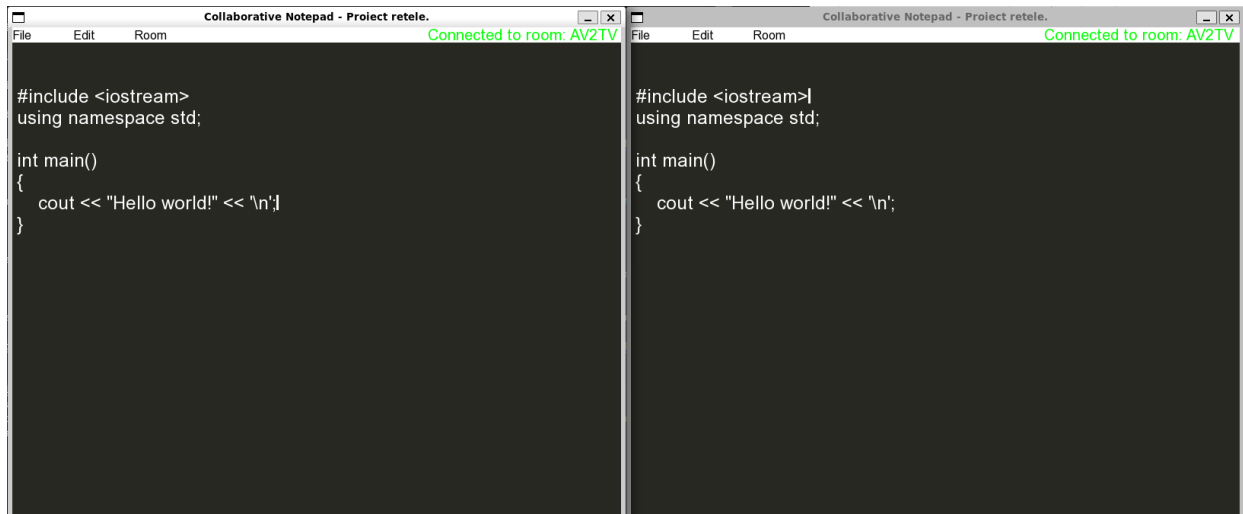 Collaborative Notepad - Proiect retele.
File Edit Room Connected to room: AV2TV
#include <iostream>
using namespace std;
int main()
{
cout << "Hello world!" << '\n';
}
Collaborative Notepad - Proiect retele.
File Edit Room Connected to room: AV2TV
#include <iostream>
using namespace std;
int main()
{
cout << "Hello world!" << '\n';
}